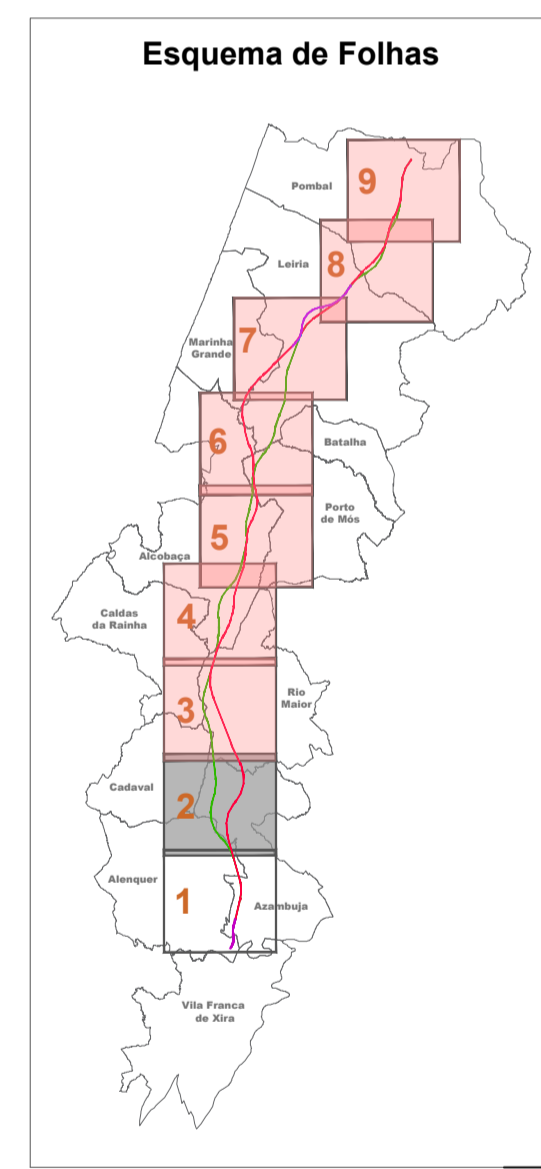 Esquema de Folhas
9
Pombal
8
Leiria
7
Marinha
Grande
6
Batalha
Porto
de Mós
5
Alcobaça
4
Caldas
da Rainha
Rio
Maior
3
Cadaval
2
Alenquer
1
Azambuja
Vila Franca
de Xira